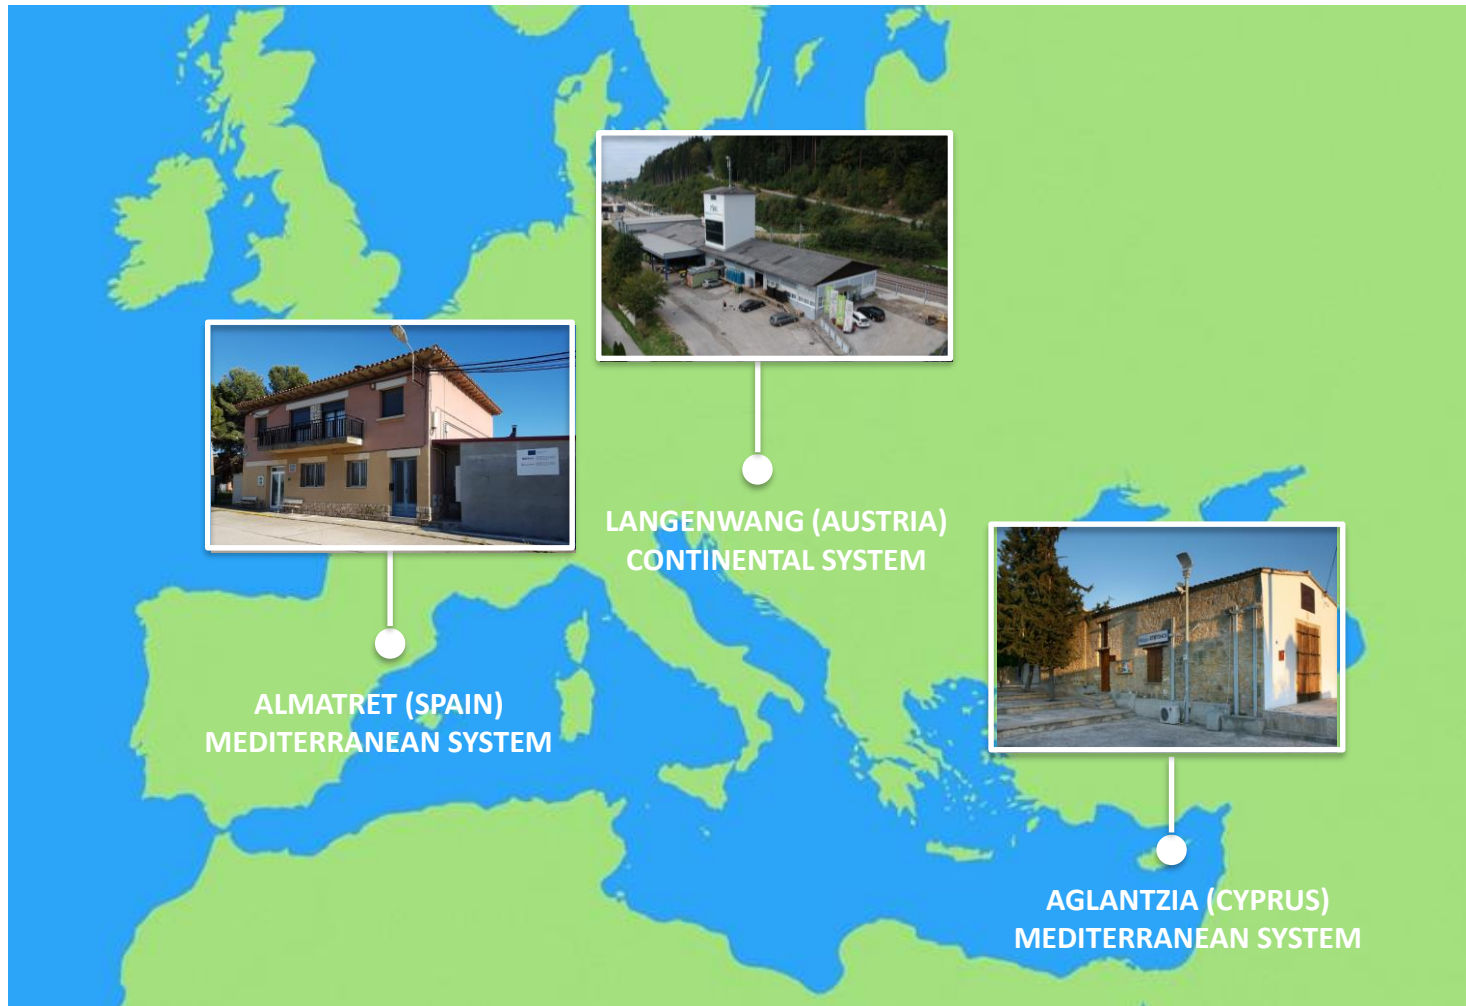 LANGENWANG (AUSTRIA)
CONTINENTAL SYSTEM
ALMATRET (SPAIN)
MEDITERRANEAN SYSTEM
AGLANTZIA (CYPRUS)
MEDITERRANEAN SYSTEM